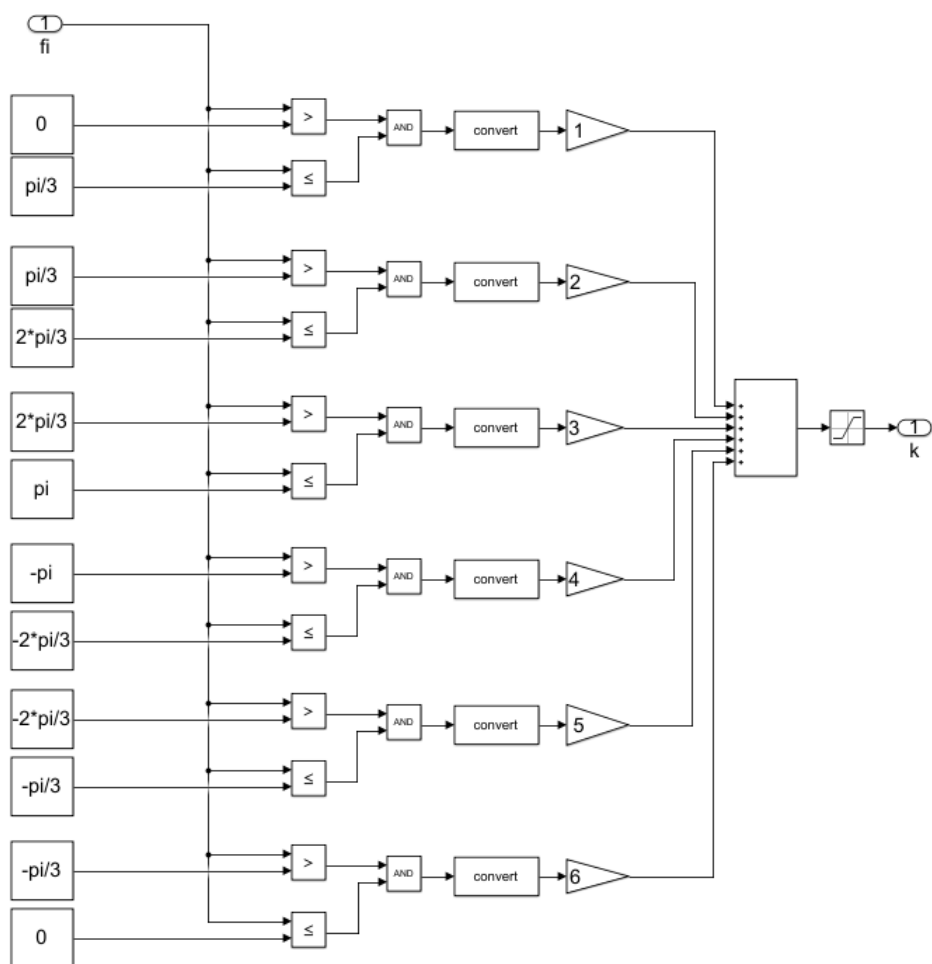 1
fi
0
>
AND
convert
1
pi/3
≤
pi/3
>
AND
convert
2
2*pi/3
≤
2*pi/3
>
AND
convert
3
pi
≤
+
+
+
+
+
+
1
k
-pi
>
AND
convert
4
-2*pi/3
≤
-2*pi/3
>
AND
convert
5
-pi/3
≤
-pi/3
>
AND
convert
6
0
≤